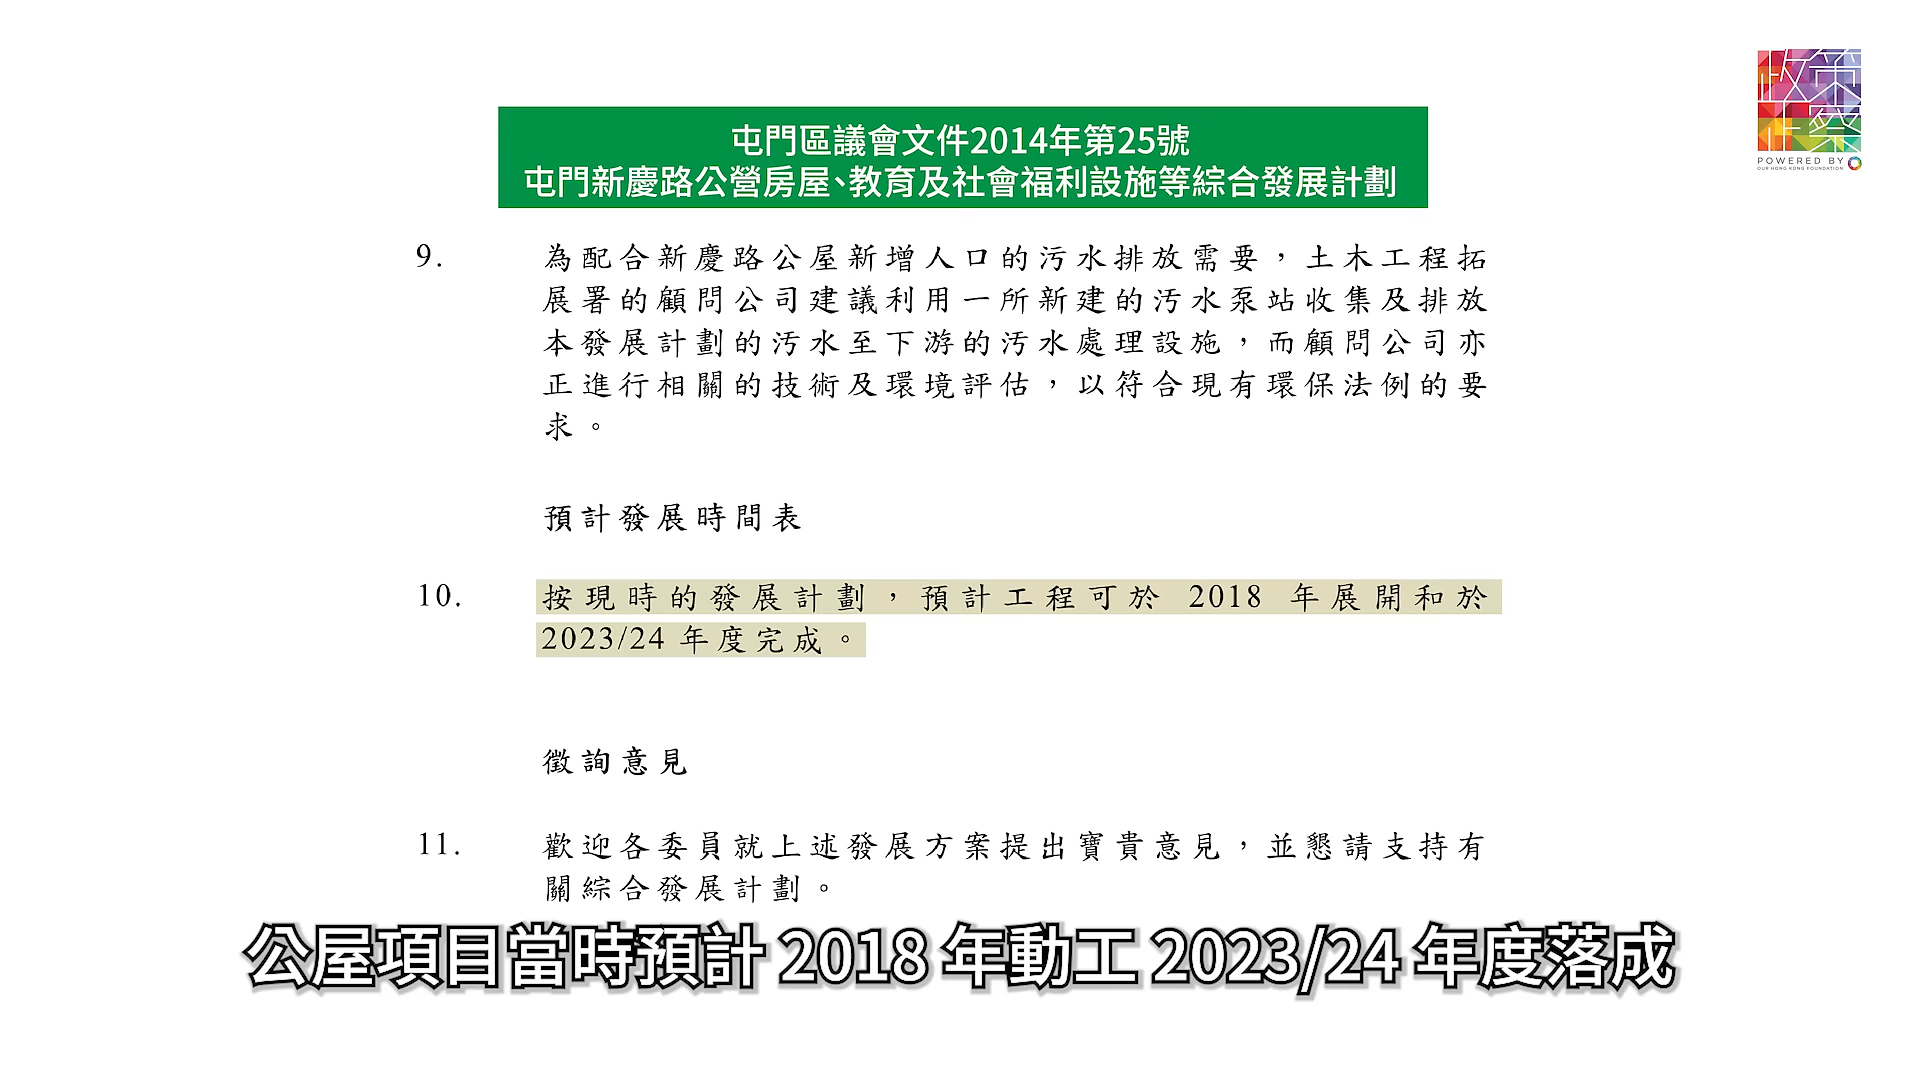 政策
正察
POWERED BY
OUR HONG KONG FOUNDATION
屯門區議會文件2014年第25號
屯門新慶路公營房屋、教育及社會福利設施等綜合發展計劃
9. 為配合新慶路公屋新增人口的污水排放需要，土木工程拓
展署的顧問公司建議利用一所新建的污水泵站收集及排放
本發展計劃的污水至下游的污水處理設施，而顧問公司亦
正進行相關的技術及環境評估，以符合現有環保法例的要
求。
預計發展時間表
10. 按現時的發展計劃，預計工程可於 2018 年展開和於
2023/24 年度完成。
徵詢意見
11. 歡迎各委員就上述發展方案提出寶貴意見，並懇請支持有
關綜合發展計劃。
公屋項目當時預計 2018 年動工 2023/24 年度落成